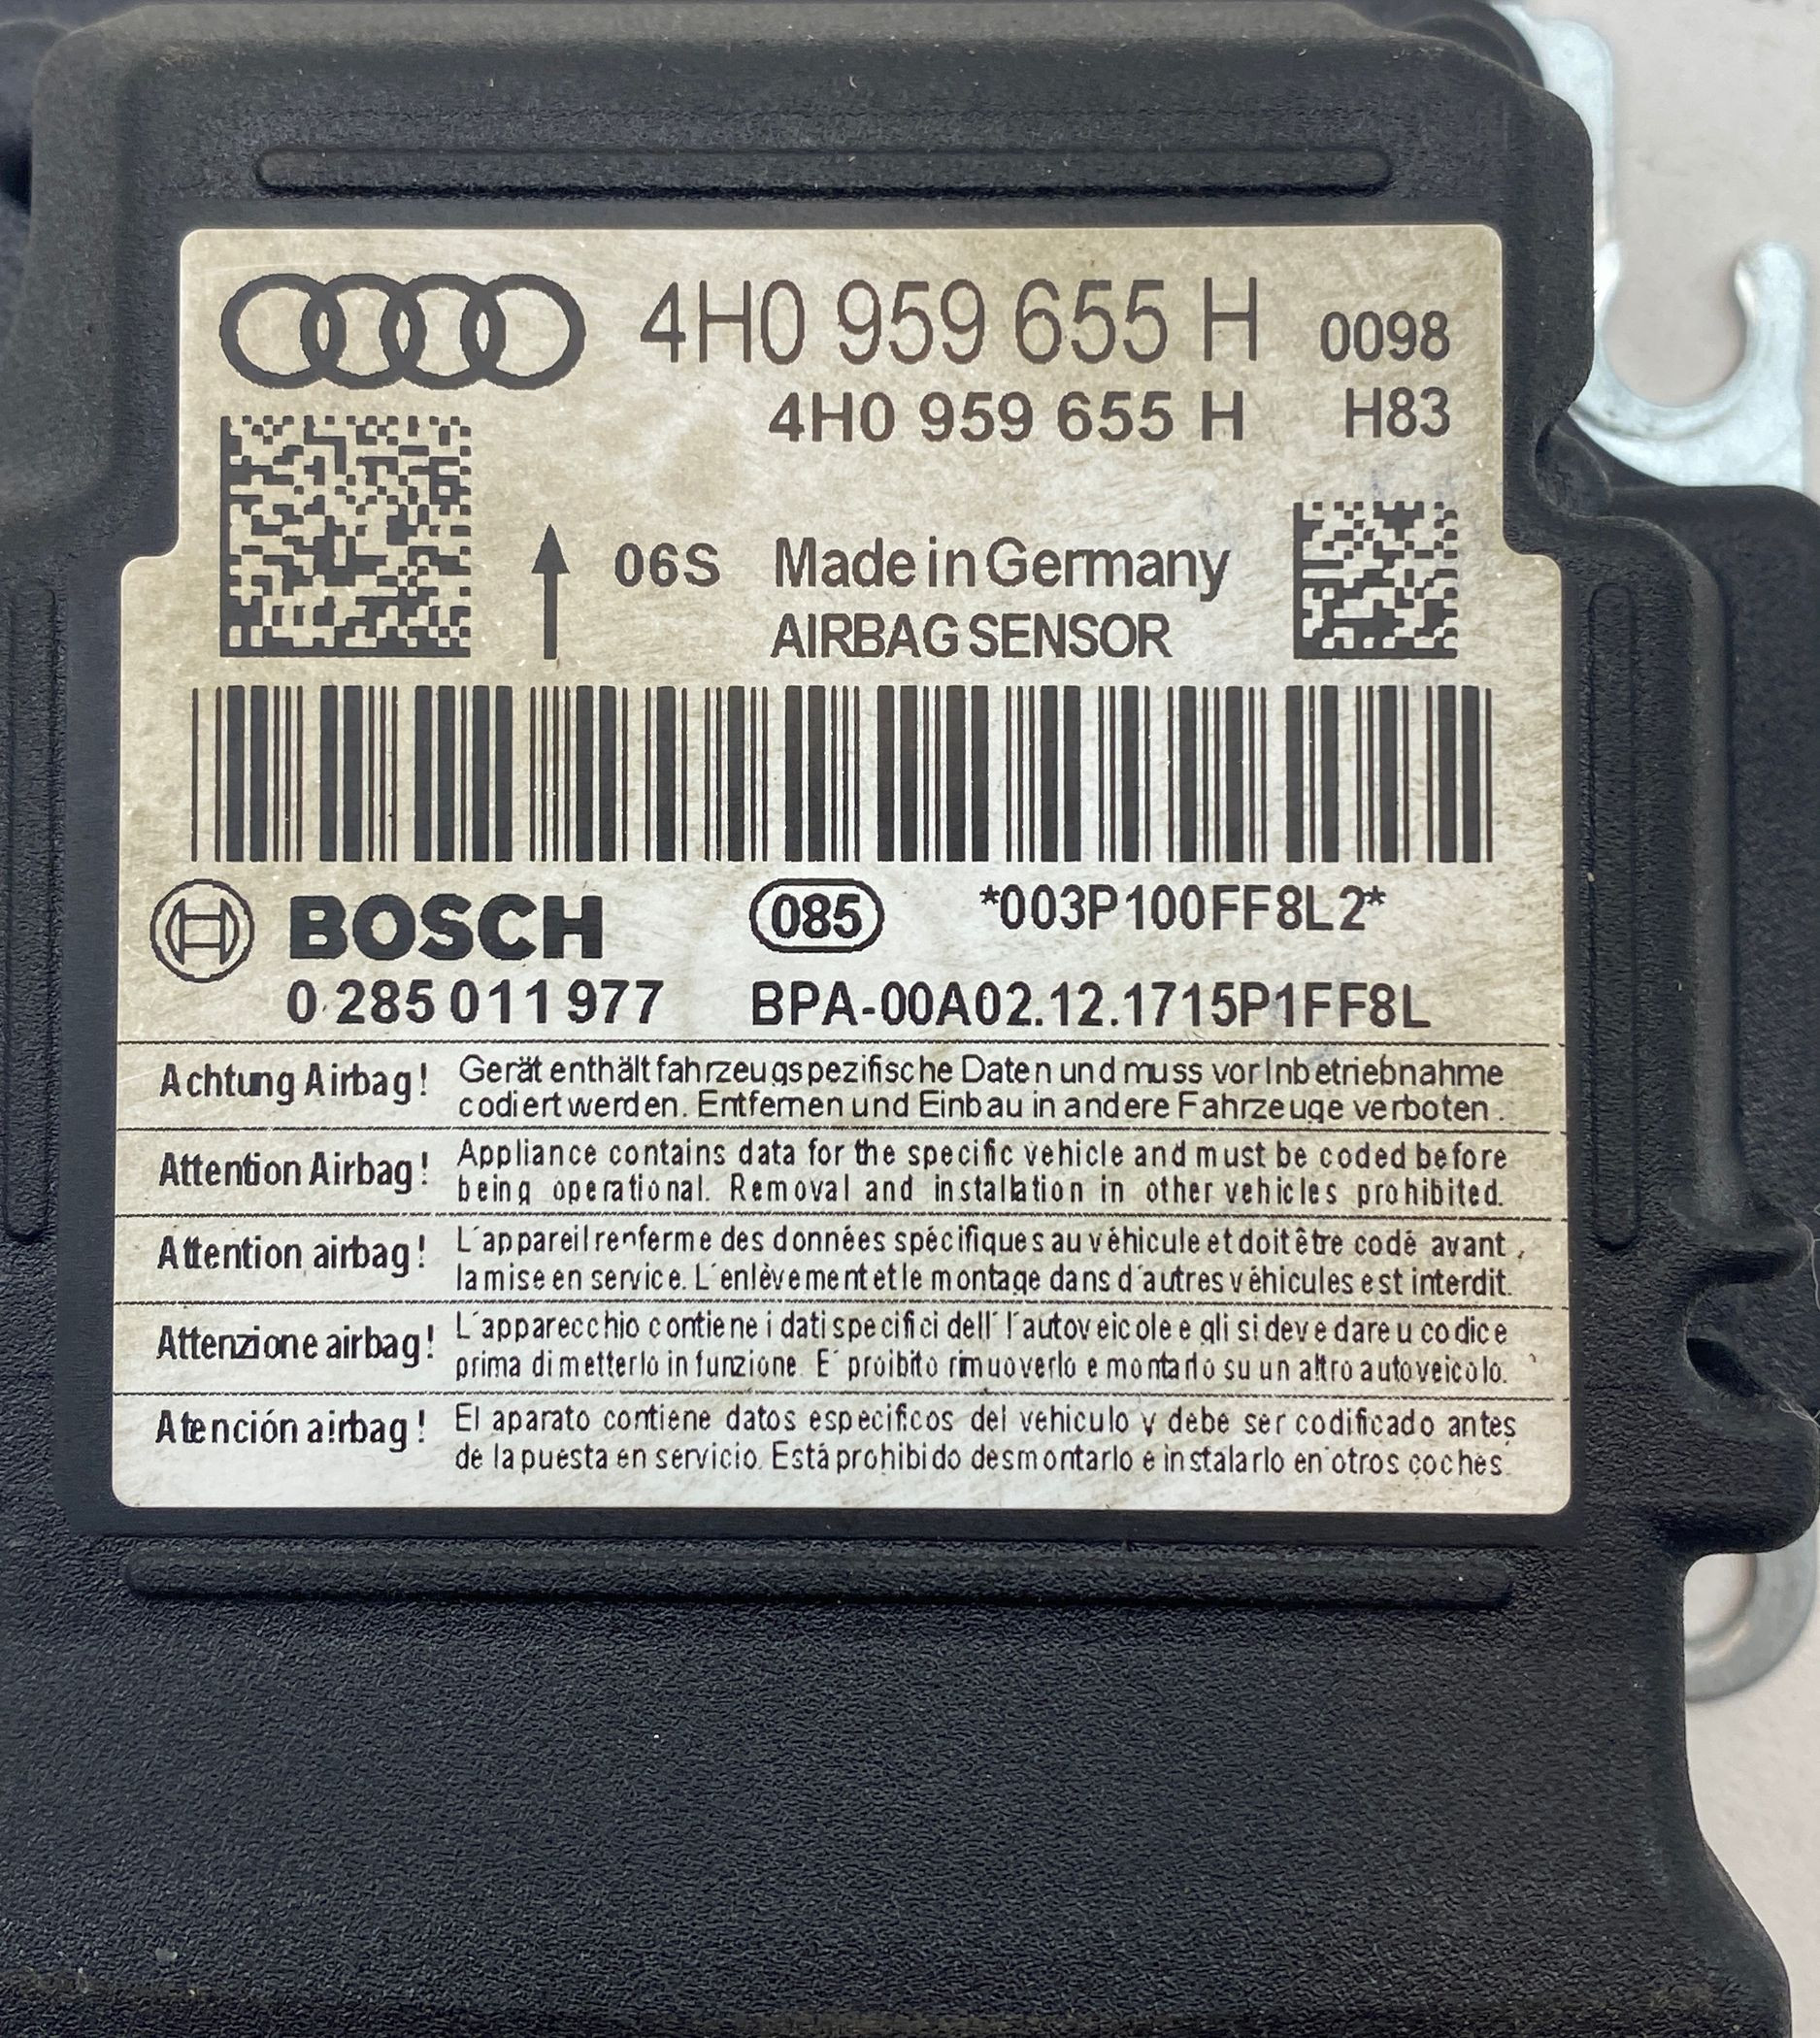 4H0 959 655 H 0098
4H0 959 655 H H83
06S Made in Germany
AIRBAG SENSOR
BOSCH 085 *003P100FF8L2*
0 285 011 977 BPA-00A02.12.1715P1FF8L
Achtung Airbag! Gerät enthält fahrzeugspezifische Daten und muss vor Inbetriebnahme
codiert werden. Entfernen und Einbau in andere Fahrzeuge verboten.
Attention Airbag! Appliance contains data for the specific vehicle and must be coded before
being operational. Removal and installation in other vehicles prohibited.
Attention airbag! L´appareil renferme des données spécifiques au véhicule et doit être codé avant
la mise en service. L´enlèvement et le montage dans d´autres véhicules est interdit.
Attenzione airbag! L´apparecchio contiene i dati specifici dell´ l´autoveicole e gli si deve dare u codice
prima di metterlo in funzione. E´ proibito rimuoverlo e montarlo su un altro autoveicolo.
Atención airbag! El aparato contiene datos especificos del vehiculo y debe ser codificado antes
de la puesta en servicio. Está prohibido desmontarlo e instalarlo en otros coches.